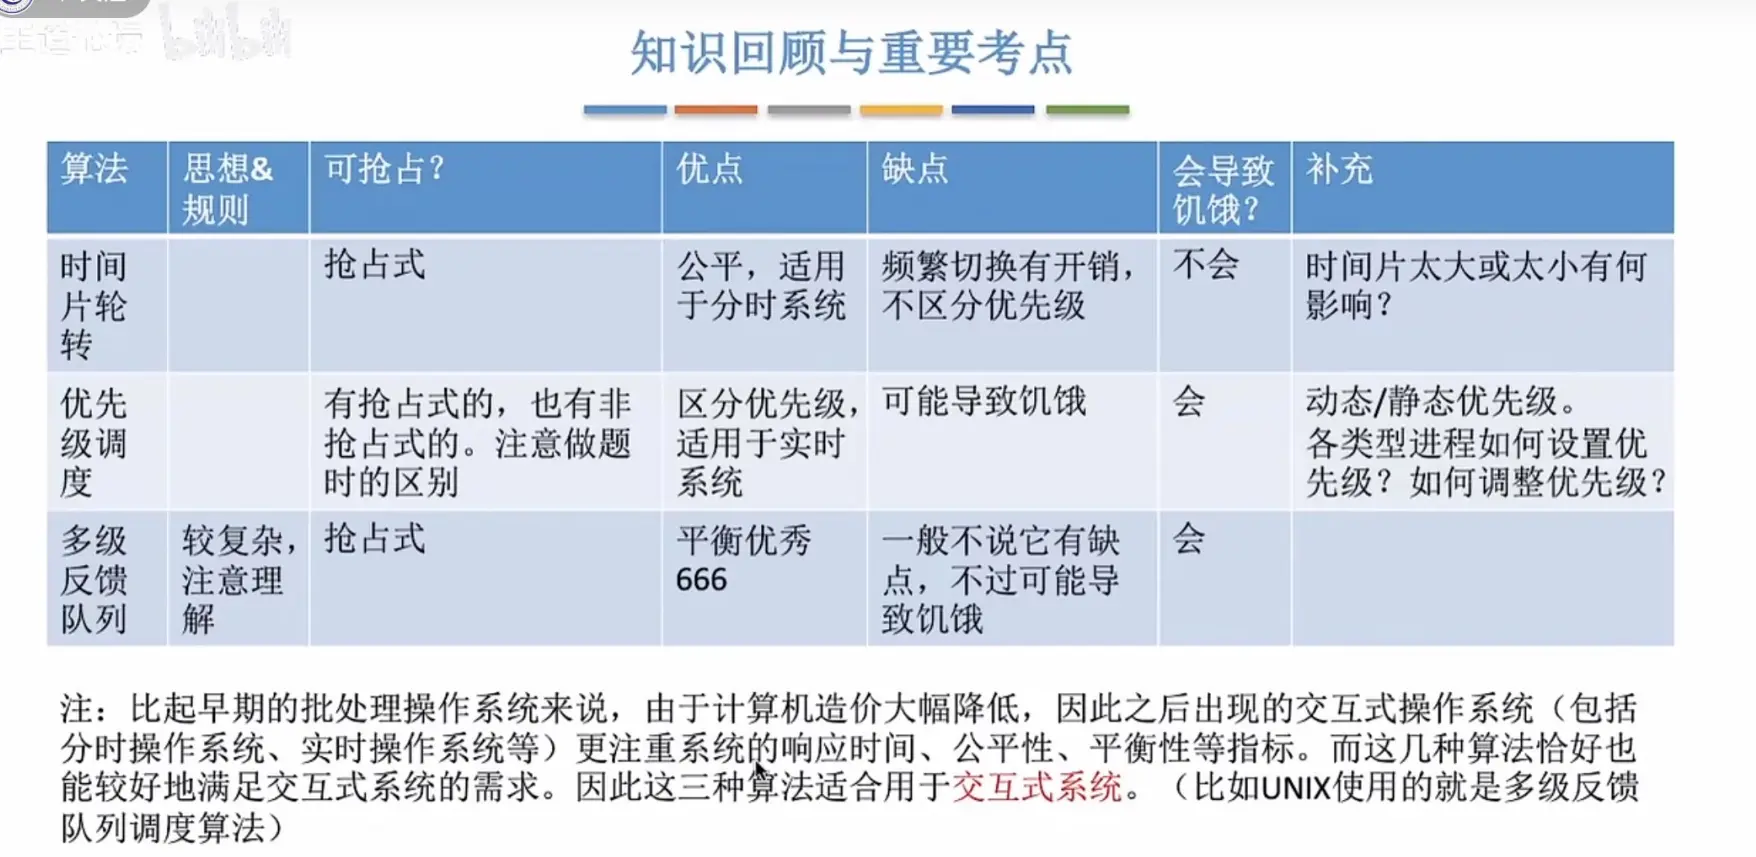 知识回顾与重要考点
算法
思想&
规则
可抢占?
优点
缺点
会导致
饥饿?
补充
时间
片轮
转
抢占式
公平，适用
于分时系统
频繁切换有开销，
不区分优先级
不会
时间片太大或太小有何
影响?
优先
级调
度
有抢占式的，也有非
抢占式的。注意做题
时的区别
区分优先级，
适用于实时
系统
可能导致饥饿
会
动态/静态优先级。
各类型进程如何设置优
先级? 如何调整优先级?
多级
反馈
队列
较复杂，
注意理
解
抢占式
平衡优秀
666
一般不说它有缺
点，不过可能导
致饥饿
会
注：比起早期的批处理操作系统来说，由于计算机造价大幅降低，因此之后出现的交互式操作系统（包括
分时操作系统、实时操作系统等）更注重系统的响应时间、公平性、平衡性等指标。而这几种算法恰好也
能较好地满足交互式系统的需求。因此这三种算法适合用于交互式系统。（比如UNIX使用的就是多级反馈
队列调度算法）
bilibili